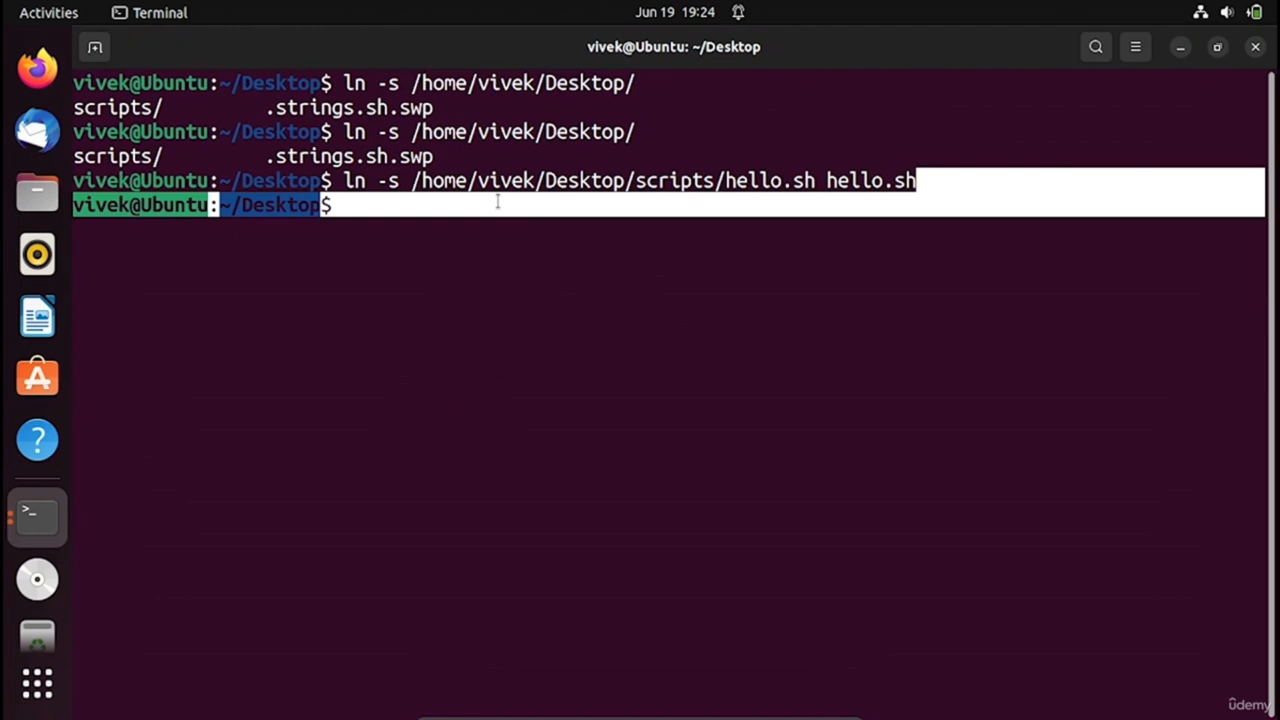 Activities
Terminal
Jun 19 19:24
vivek@Ubuntu: ~/Desktop
vivek@Ubuntu:~/Desktop$ ln -s /home/vivek/Desktop/
scripts/ .strings.sh.swp
vivek@Ubuntu:~/Desktop$ ln -s /home/vivek/Desktop/
scripts/ .strings.sh.swp
vivek@Ubuntu:~/Desktop$ ln -s /home/vivek/Desktop/scripts/hello.sh hello.sh
vivek@Ubuntu:~/Desktop$
>_
?
ûdemy